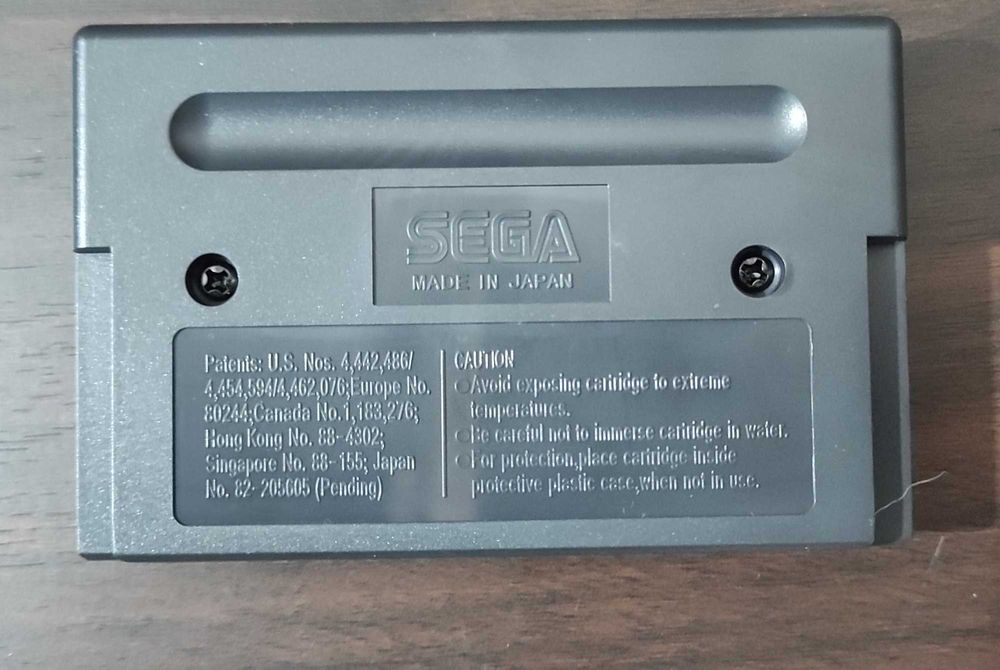 SEGA
MADE IN JAPAN
Patents: U.S. Nos. 4,442,486/
4,454,594/4,462,076;Europe No.
80244;Canada No.1,183,276;
Hong Kong No. 88-4302;
Singapore No. 88-155; Japan
No. 82-205605 (Pending)
CAUTION
○Avoid exposing cartridge to extreme
temperatures.
○Be careful not to immerse cartridge in water.
○For protection,place cartridge inside
protective plastic case,when not in use.